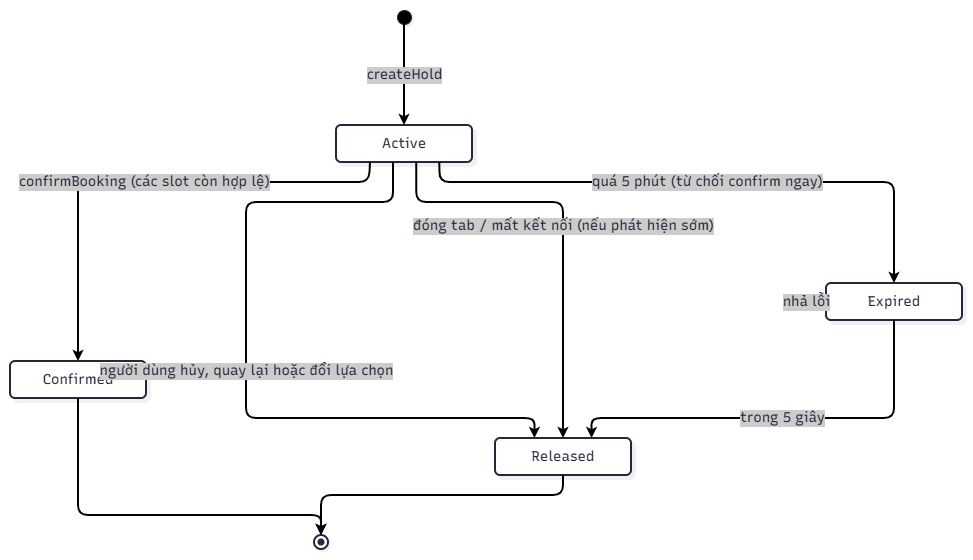 createHold
Active
confirmBooking (các slot còn hợp lệ)
quá 5 phút (từ chối confirm ngay)
đóng tab / mất kết nối (nếu phát hiện sớm)
nhả lỗi
Expired
người dùng hủy, quay lại hoặc đổi lựa chọn
Confirmed
trong 5 giây
Released